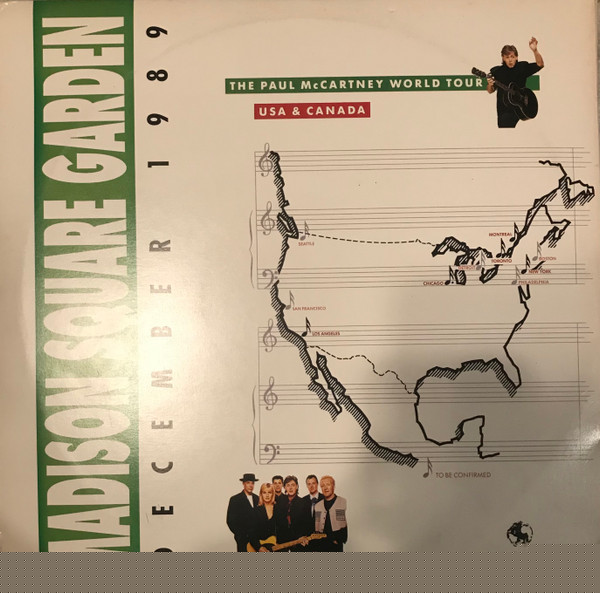 MADISON SQUARE GARDEN
DECEMBER 1989
THE PAUL McCARTNEY WORLD TOUR
USA & CANADA
SEATTLE
MONTREAL
TORONTO
BOSTON
DETROIT
NEW YORK
CHICAGO
PHILADELPHIA
SAN FRANCISCO
LOS ANGELES
TO BE CONFIRMED